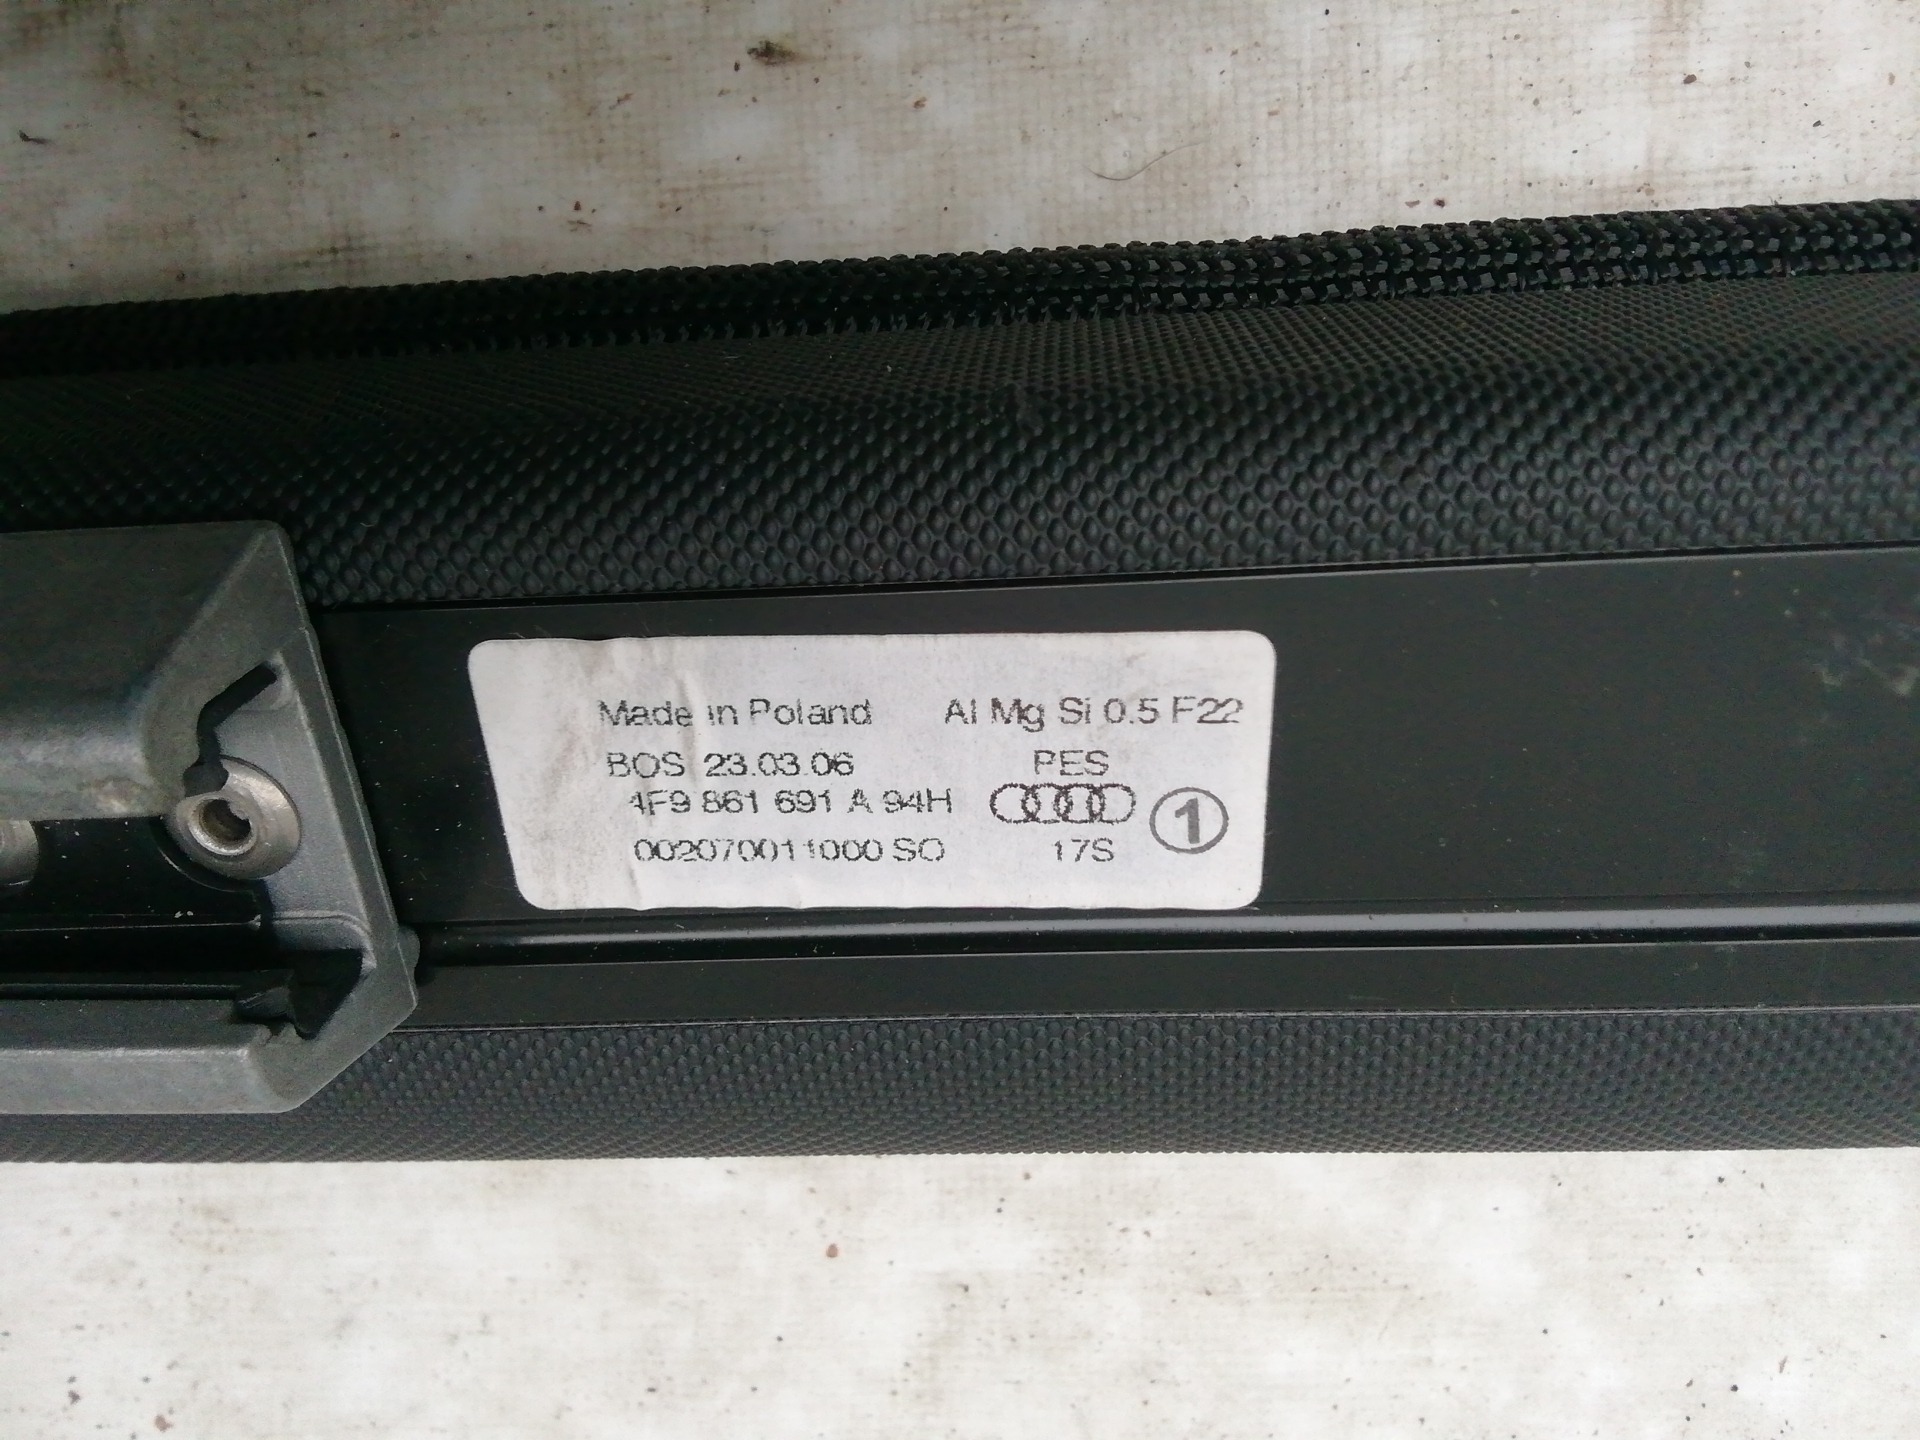 Made in Poland Al Mg Si 0.5 F22
BOS 23.03.06 PES
4F9 861 691 A 94H
002070011000 SO 17S 1